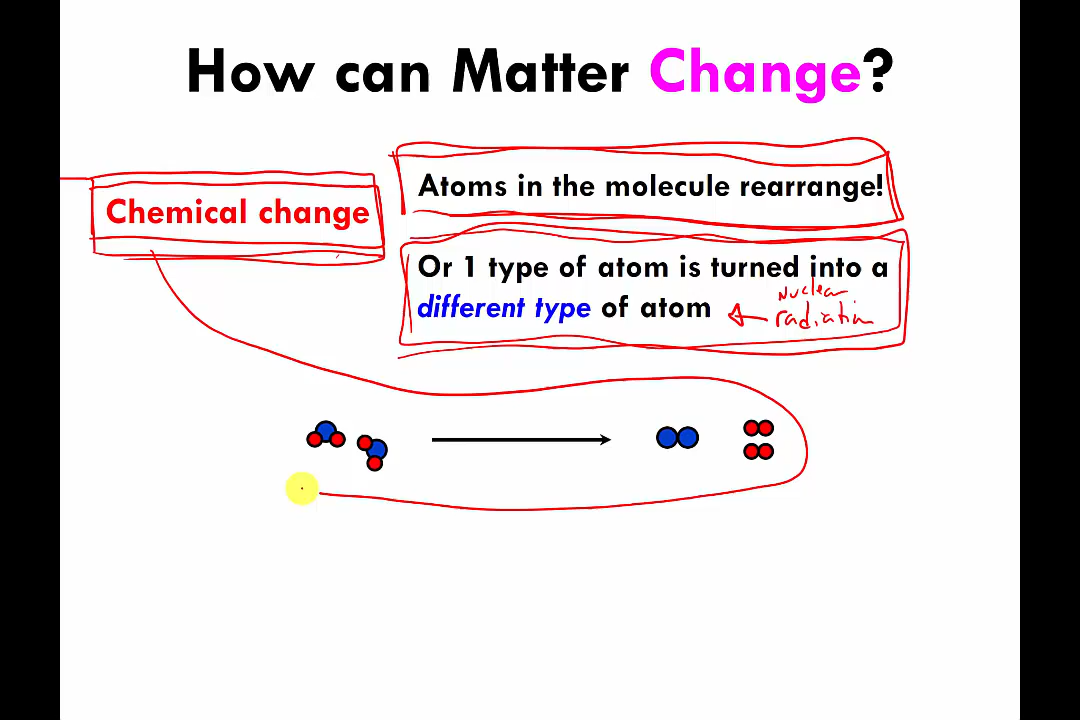 How can Matter Change?
Chemical change
Atoms in the molecule rearrange!
Or 1 type of atom is turned into a
different type of atom
Nuclear
radiation